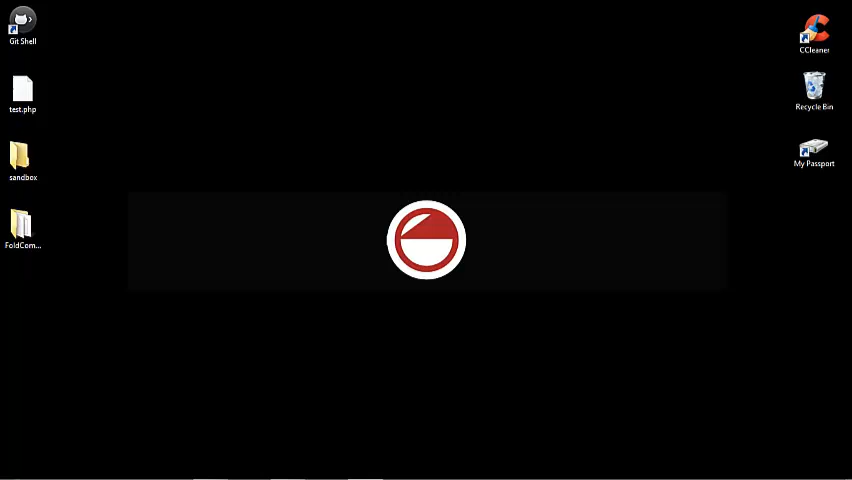 Git Shell
test.php
sandbox
FoldCom...
CCleaner
Recycle Bin
My Passport